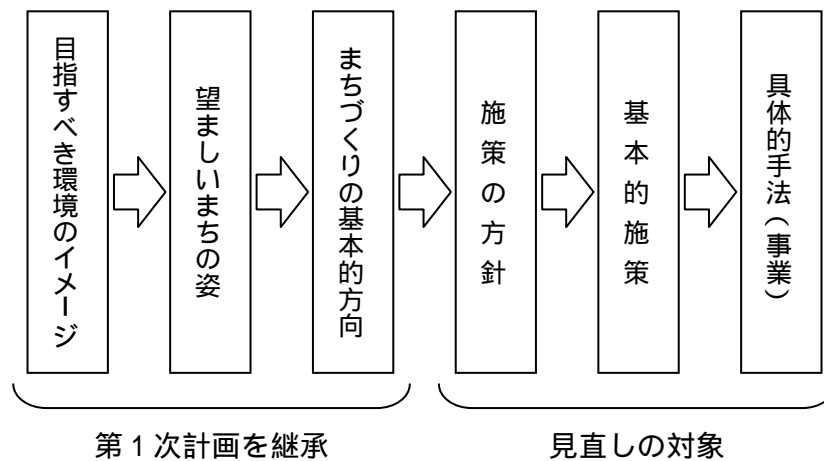 目指すべき環境のイメージ
望ましいまちの姿
まちづくりの基本的方向
施策の方針
基本的施策
具体的手法（事業）
第１次計画を継承
見直しの対象